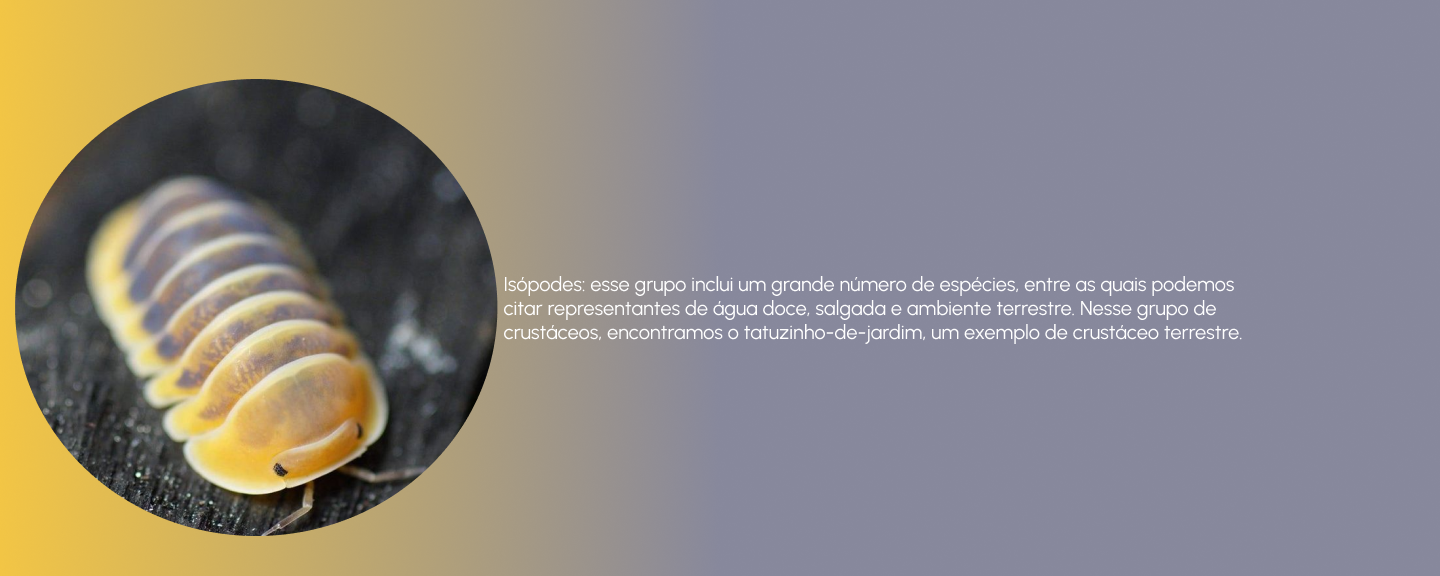 Isópodes: esse grupo inclui um grande número de espécies, entre as quais podemos
citar representantes de água doce, salgada e ambiente terrestre. Nesse grupo de
crustáceos, encontramos o tatuzinho-de-jardim, um exemplo de crustáceo terrestre.